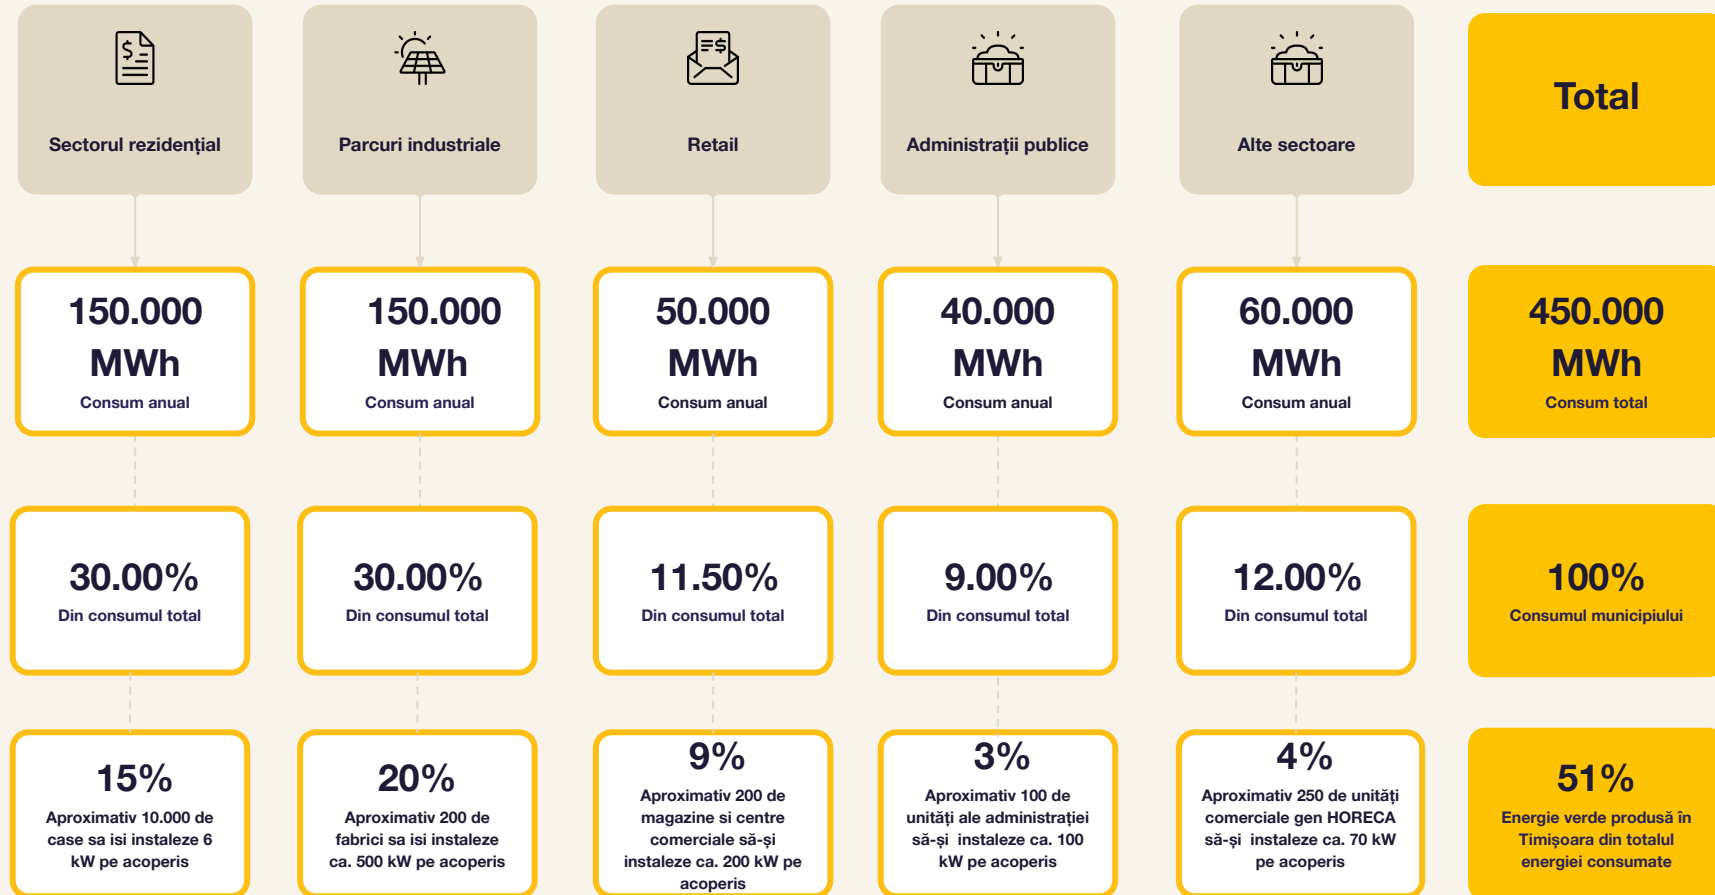 Sectorul rezidențial
Parcuri industriale
Retail
Administrații publice
Alte sectoare
Total
150.000
MWh
Consum anual
150.000
MWh
Consum anual
50.000
MWh
Consum anual
40.000
MWh
Consum anual
60.000
MWh
Consum anual
450.000
MWh
Consum total
30.00%
Din consumul total
30.00%
Din consumul total
11.50%
Din consumul total
9.00%
Din consumul total
12.00%
Din consumul total
100%
Consumul municipiului
15%
Aproximativ 10.000 de
case sa isi instaleze 6
kW pe acoperis
20%
Aproximativ 200 de
fabrici sa isi instaleze
ca. 500 kW pe acoperis
9%
Aproximativ 200 de
magazine si centre
comerciale să-și
instaleze ca. 200 kW pe
acoperis
3%
Aproximativ 100 de
unități ale administrației
să-și instaleze ca. 100
kW pe acoperis
4%
Aproximativ 250 de unități
comerciale gen HORECA
să-și instaleze ca. 70 kW
pe acoperis
51%
Energie verde produsă în
Timișoara din totalul
energiei consumate